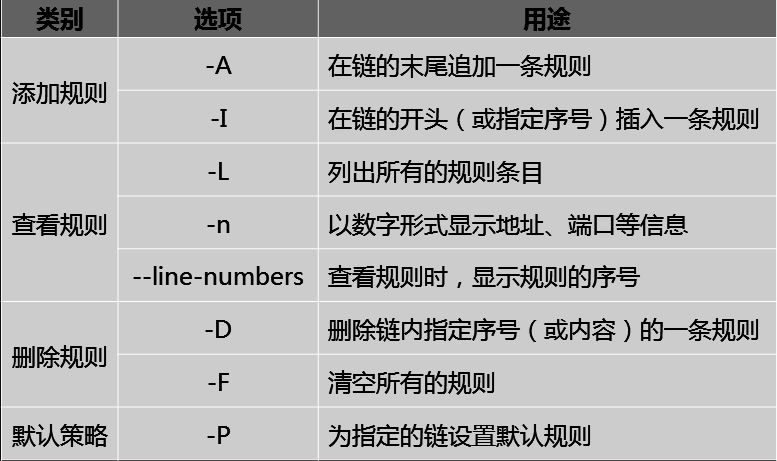 类别 选项 用途
添加规则 -A 在链的末尾追加一条规则
-I 在链的开头（或指定序号）插入一条规则
查看规则 -L 列出所有的规则条目
-n 以数字形式显示地址、端口等信息
--line-numbers 查看规则时，显示规则的序号
删除规则 -D 删除链内指定序号（或内容）的一条规则
-F 清空所有的规则
默认策略 -P 为指定的链设置默认规则